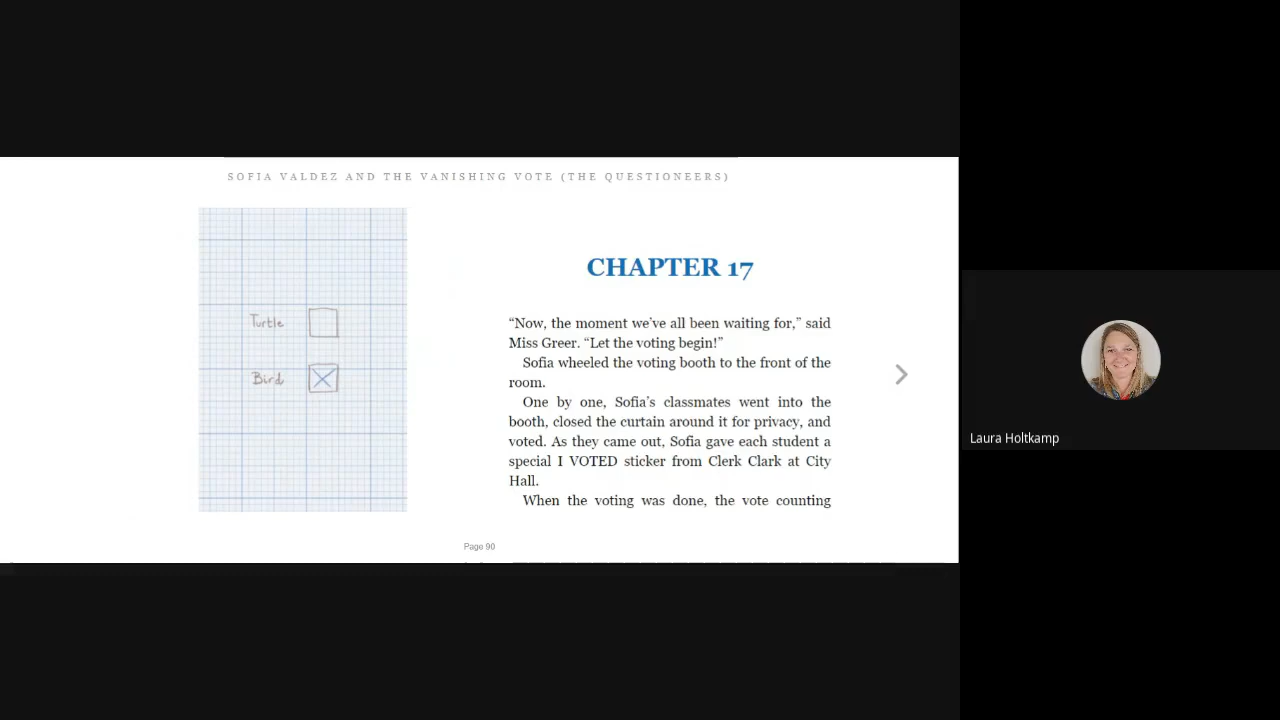 SOFIA VALDEZ AND THE VANISHING VOTE (THE QUESTIONEERS)
Turtle
Bird
CHAPTER 17
“Now, the moment we’ve all been waiting for,” said
Miss Greer. “Let the voting begin!”
Sofia wheeled the voting booth to the front of the
room.
One by one, Sofia’s classmates went into the
booth, closed the curtain around it for privacy, and
voted. As they came out, Sofia gave each student a
special I VOTED sticker from Clerk Clark at City
Hall.
When the voting was done, the vote counting
Page 90
Laura Holtkamp